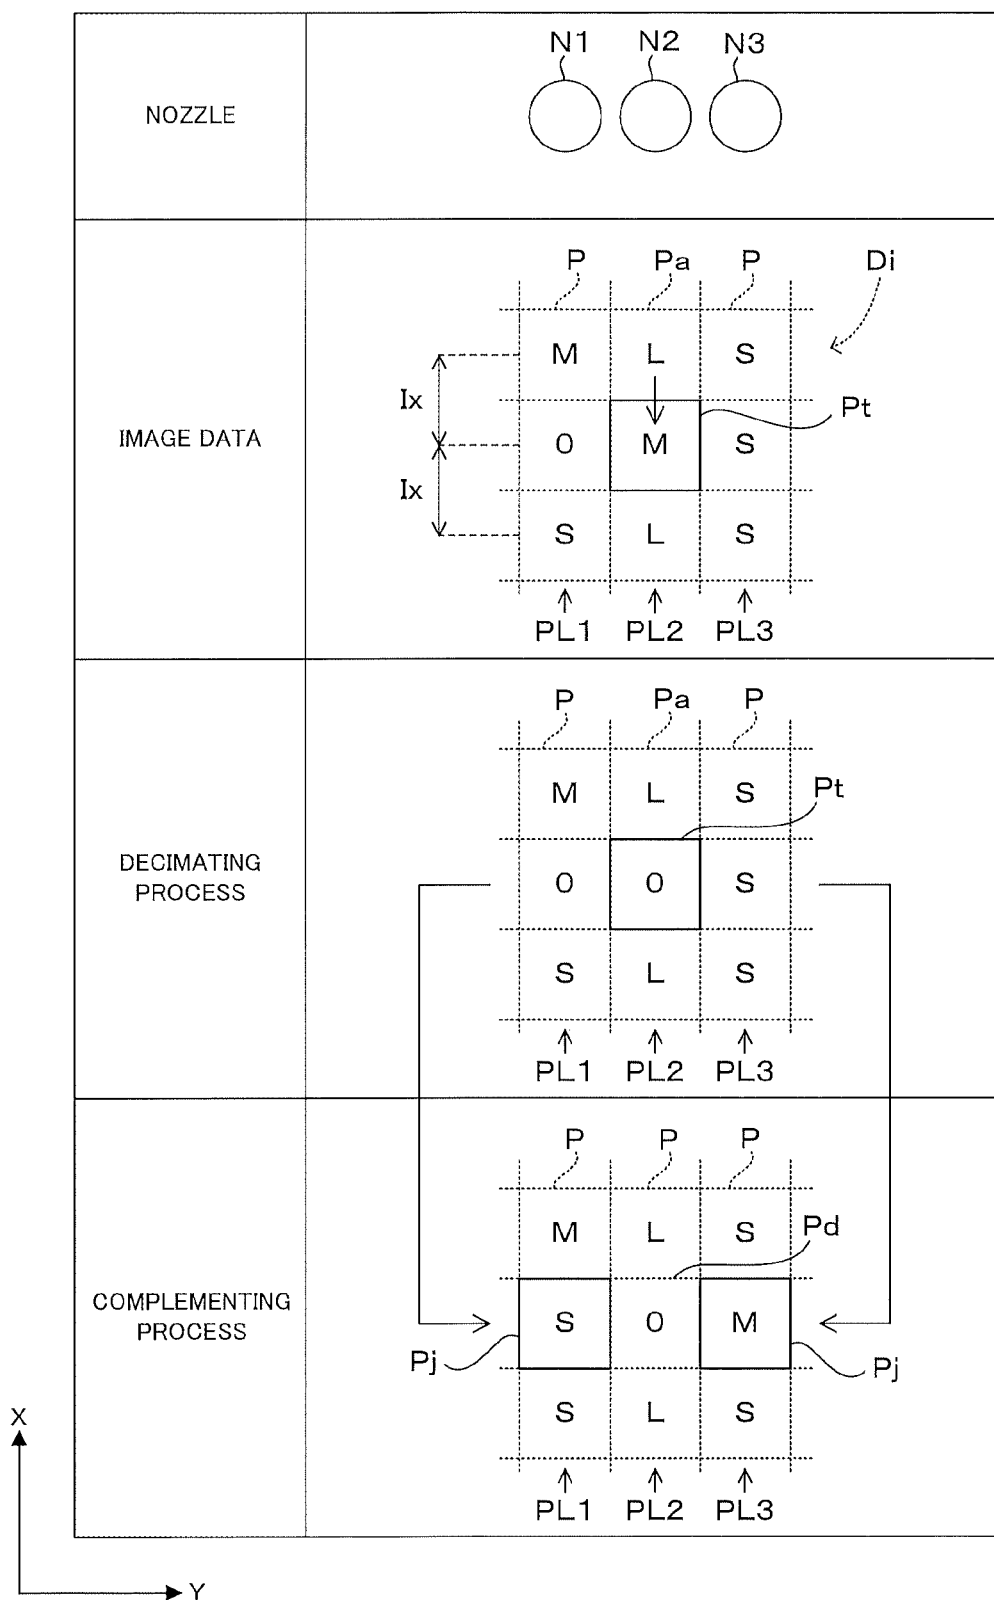 N1 N2 N3
NOZZLE
P Pa P Di
M L S
Ix
Pt
IMAGE DATA
0 M S
Ix
S L S
PL1 PL2 PL3
P Pa P
M L S
Pt
DECIMATING
PROCESS
0 0 S
S L S
PL1 PL2 PL3
P P P
M L S
Pd
COMPLEMENTING
PROCESS
S 0 M
Pj Pj
S L S
PL1 PL2 PL3
X
Y